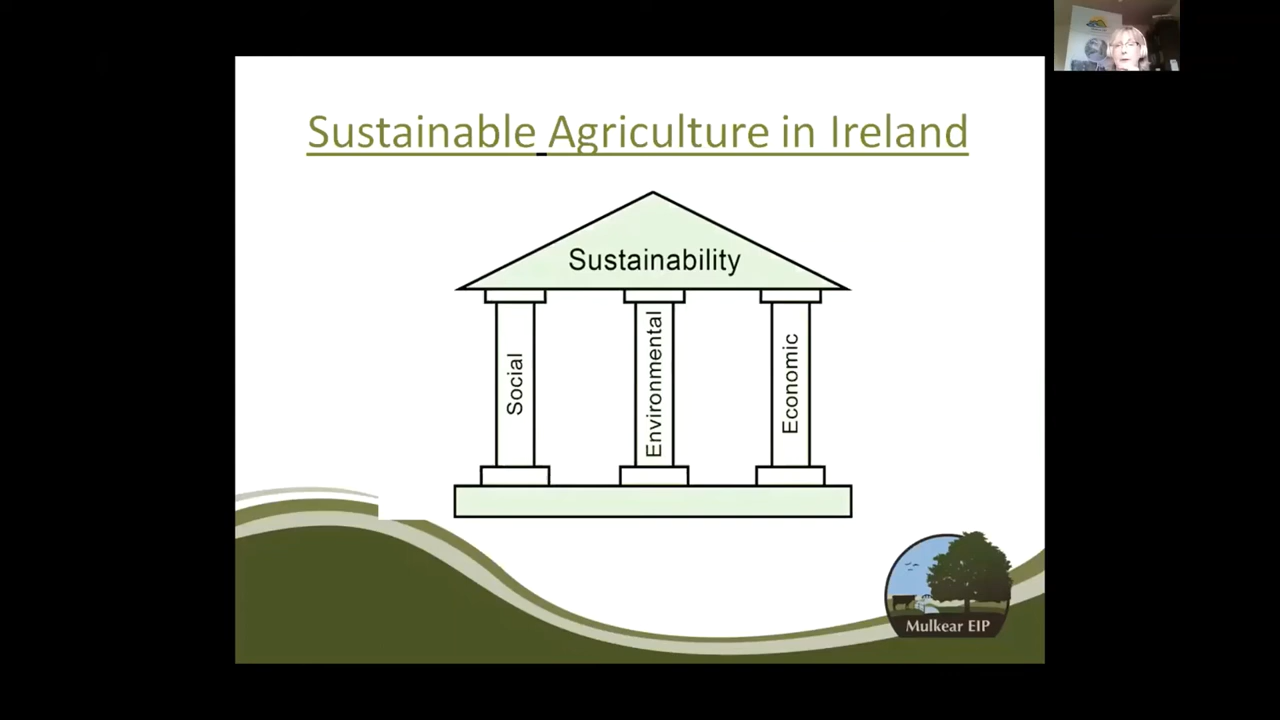 Sustainable Agriculture in Ireland
Sustainability
Social
Environmental
Economic
Mulkear EIP